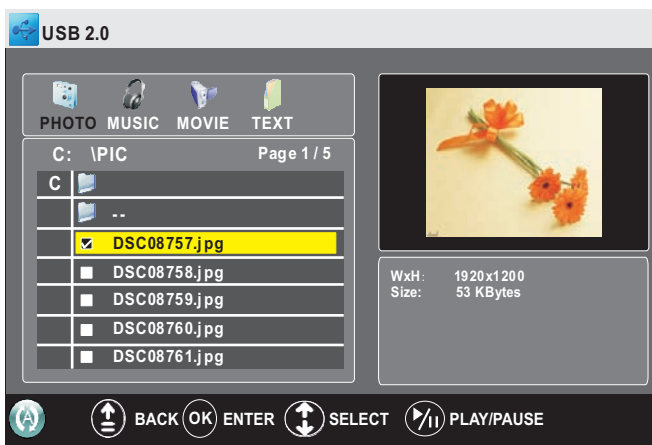 USB 2.0
PHOTO MUSIC MOVIE TEXT
C: \PIC Page 1 / 5
C
--
DSC08757.jpg
DSC08758.jpg
DSC08759.jpg
DSC08760.jpg
DSC08761.jpg
WxH: 1920x1200
Size: 53 KBytes
A BACK OK ENTER SELECT PLAY/PAUSE